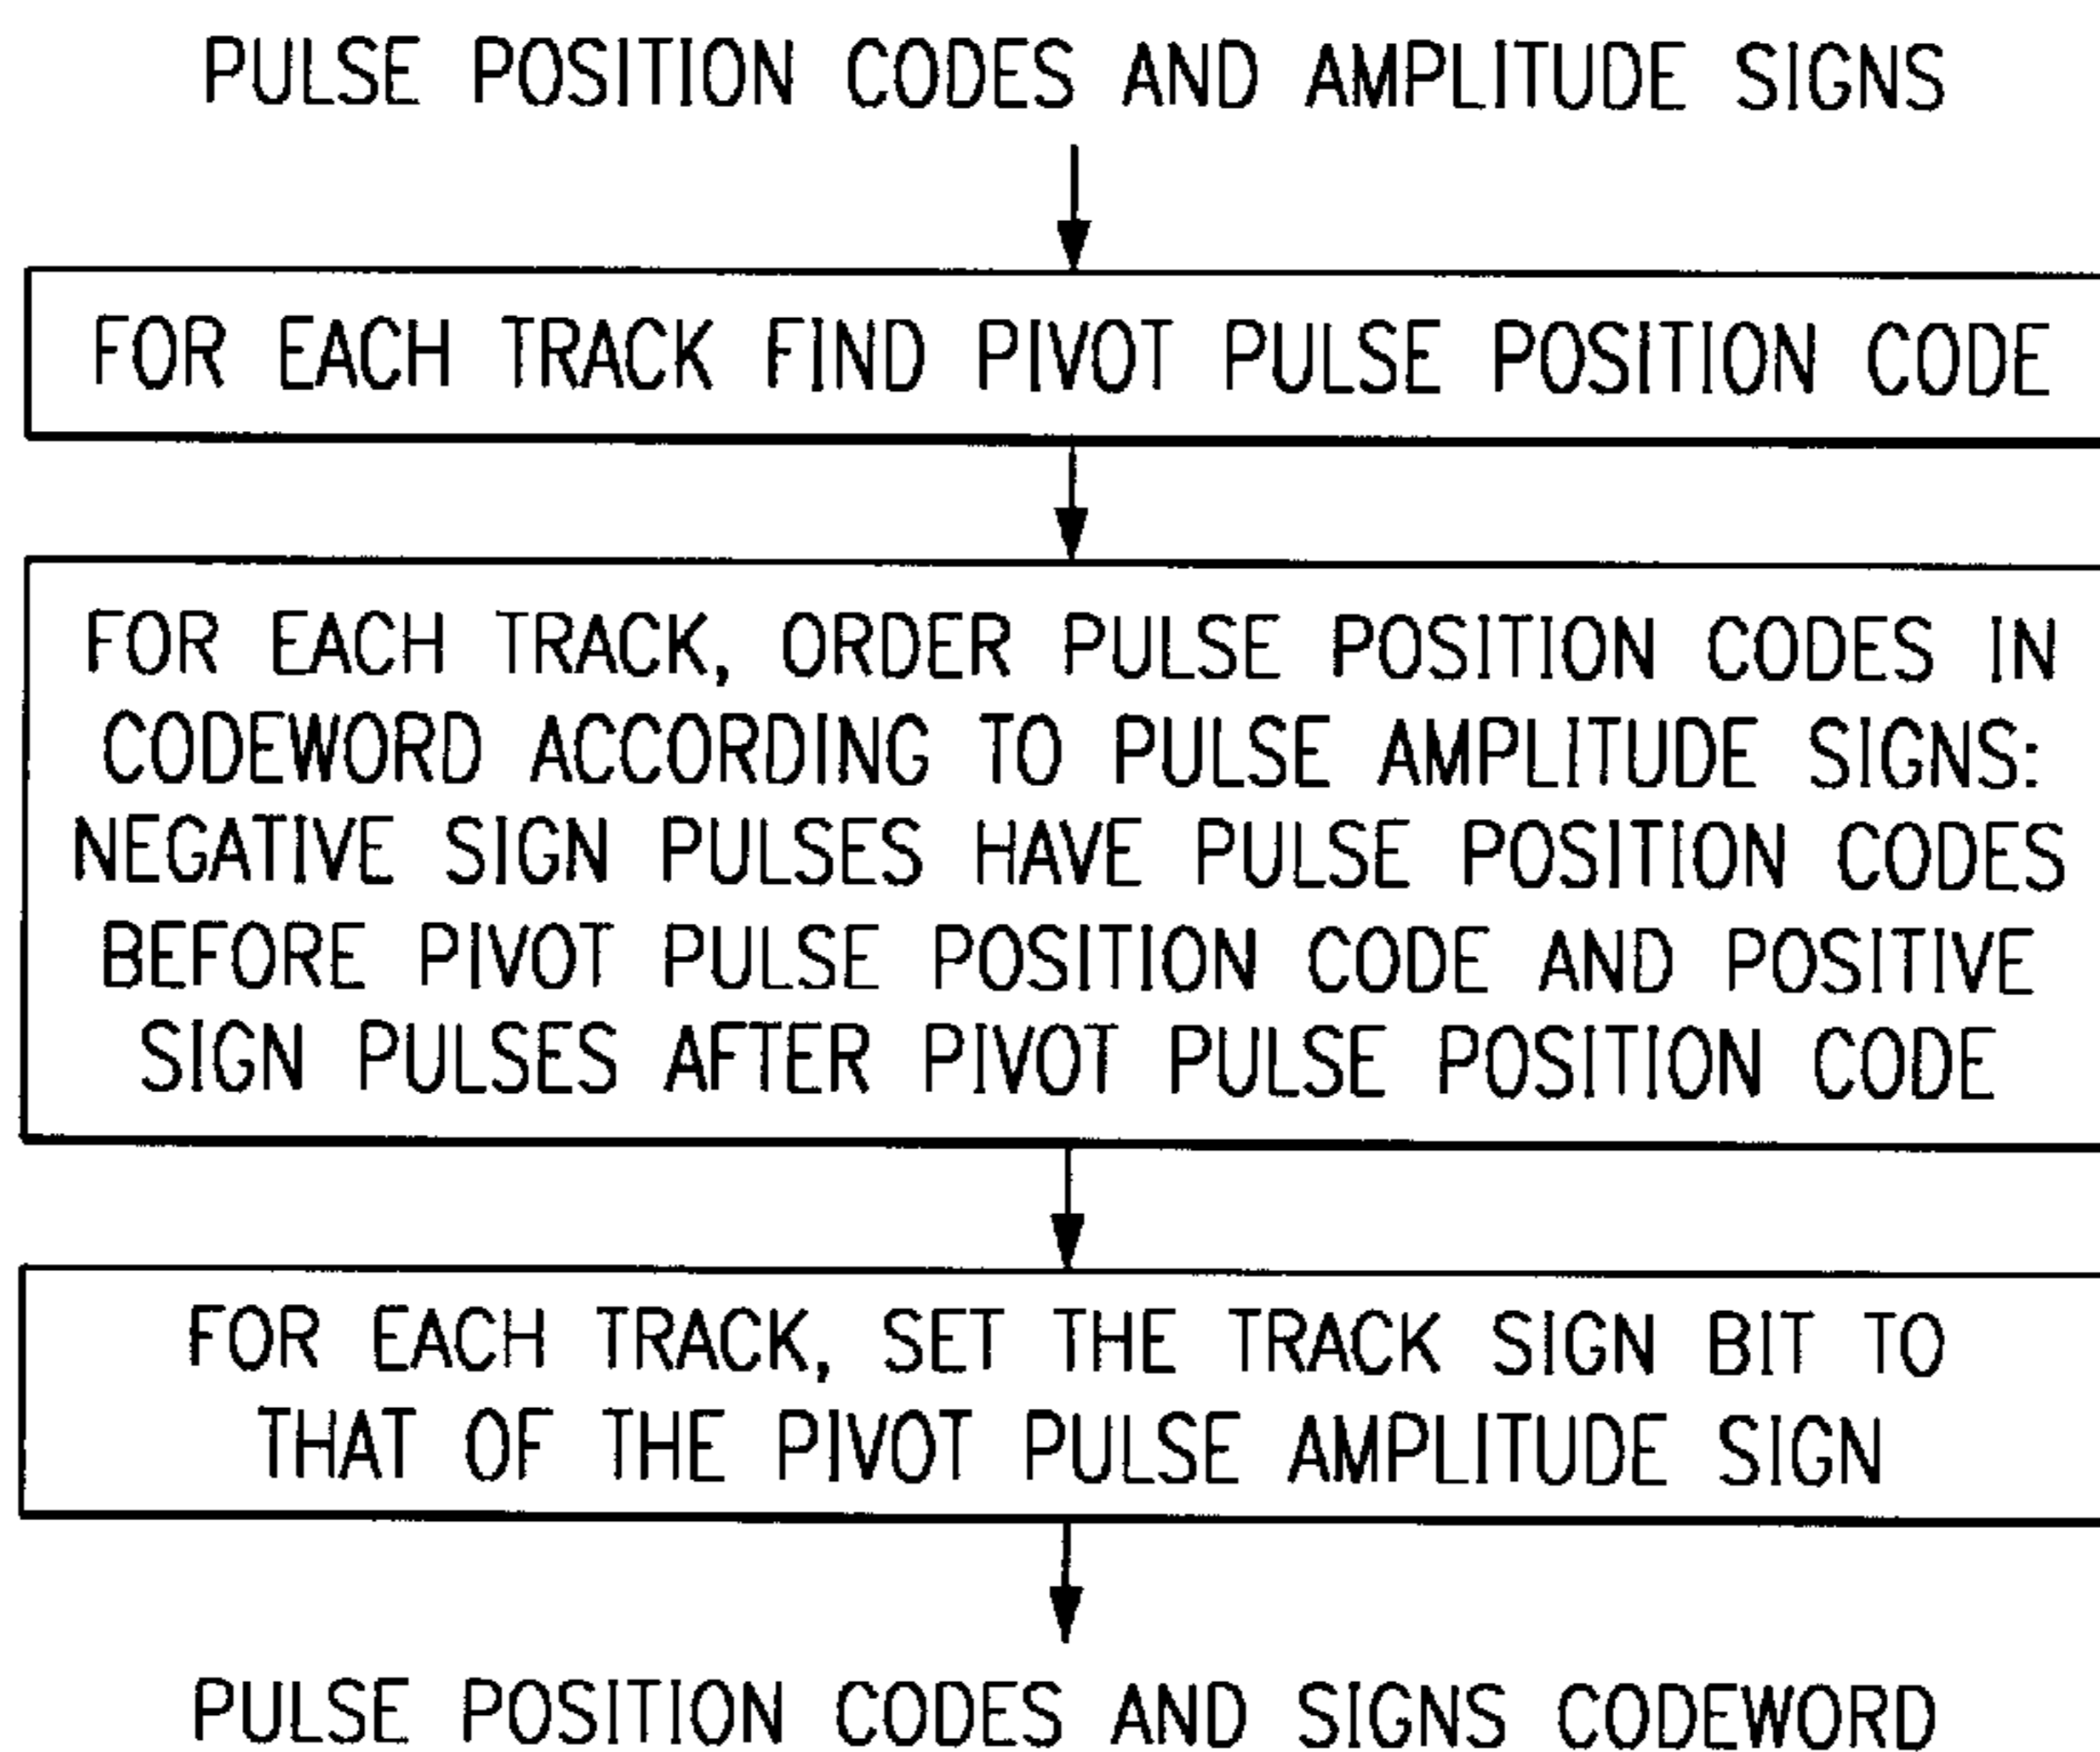 PULSE POSITION CODES AND AMPLITUDE SIGNS
FOR EACH TRACK FIND PIVOT PULSE POSITION CODE
FOR EACH TRACK, ORDER PULSE POSITION CODES IN
CODEWORD ACCORDING TO PULSE AMPLITUDE SIGNS:
NEGATIVE SIGN PULSES HAVE PULSE POSITION CODES
BEFORE PIVOT PULSE POSITION CODE AND POSITIVE
SIGN PULSES AFTER PIVOT PULSE POSITION CODE
FOR EACH TRACK, SET THE TRACK SIGN BIT TO
THAT OF THE PIVOT PULSE AMPLITUDE SIGN
PULSE POSITION CODES AND SIGNS CODEWORD